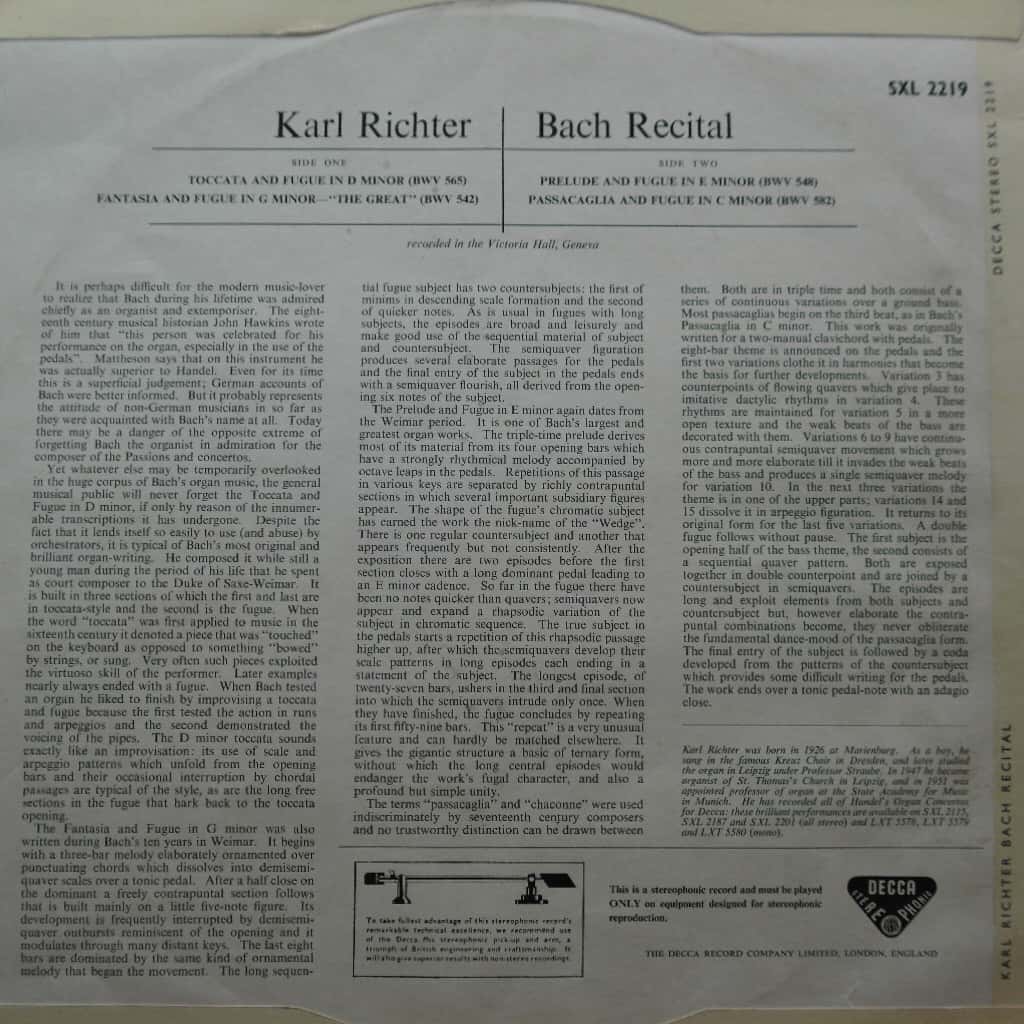 SXL 2219
Karl Richter
Bach Recital
SIDE ONE
TOCCATA AND FUGUE IN D MINOR (BWV 565)
FANTASIA AND FUGUE IN G MINOR—"THE GREAT" (BWV 542)
SIDE TWO
PRELUDE AND FUGUE IN E MINOR (BWV 548)
PASSACAGLIA AND FUGUE IN C MINOR (BWV 582)
recorded in the Victoria Hall, Geneva
It is perhaps difficult for the modern music-lover
to realize that Bach during his lifetime was admired
chiefly as an organist and extemporiser. The eight-
eenth century musical historian John Hawkins wrote
of him that "this person was celebrated for his
performance on the organ, especially in the use of the
pedals". Mattheson says that on this instrument he
was actually superior to Handel. Even for its time
this is a superficial judgement; German accounts of
Bach were better informed. But it probably represents
the attitude of non-German musicians in so far as
they were acquainted with Bach's name at all. Today
there may be a danger of the opposite extreme of
forgetting Bach the organist in admiration for the
composer of the Passions and concertos.
Yet whatever else may be temporarily overlooked
in the huge corpus of Bach's organ music, the general
musical public will never forget the Toccata and
Fugue in D minor, if only by reason of the innumer-
able transcriptions it has undergone. Despite the
fact that it lends itself so easily to use (and abuse) by
orchestrators, it is typical of Bach's most original and
brilliant organ-writing. He composed it while still a
young man during the period of his life that he spent
as court composer to the Duke of Saxe-Weimar. It
is built in three sections of which the first and last are
in toccata-style and the second is the fugue. When
the word "toccata" was first applied to music in the
sixteenth century it denoted a piece that was "touched"
on the keyboard as opposed to something "bowed"
by strings, or sung. Very often such pieces exploited
the virtuoso skill of the performer. Later examples
nearly always ended with a fugue. When Bach tested
an organ he liked to finish by improvising a toccata
and fugue because the first tested the action in runs
and arpeggios and the second demonstrated the
voicing of the pipes. The D minor toccata sounds
exactly like an improvisation: its use of scale and
arpeggio patterns which unfold from the opening
bars and their occasional interruption by chordal
passages are typical of the style, as are the long free
sections in the fugue that hark back to the toccata
opening.
The Fantasia and Fugue in G minor was also
written during Bach's ten years in Weimar. It begins
with a three-bar melody elaborately ornamented over
punctuating chords which dissolves into demisemi-
quaver scales over a tonic pedal. After a half close on
the dominant a freely contrapuntal section follows
that is built mainly on a little five-note figure. Its
development is frequently interrupted by demisemi-
quaver outbursts reminiscent of the opening and it
modulates through many distant keys. The last eight
bars are dominated by the same kind of ornamental
melody that began the movement. The long sequen-
tial fugue subject has two countersubjects: the first of
minims in descending scale formation and the second
of quicker notes. As is usual in fugues with long
subjects, the episodes are broad and leisurely and
make good use of the sequential material of subject
and countersubject. The semiquaver figuration
produces several elaborate passages for the pedals
and the final entry of the subject in the pedals ends
with a semiquaver flourish, all derived from the open-
ing six notes of the subject.
The Prelude and Fugue in E minor again dates from
the Weimar period. It is one of Bach's largest and
greatest organ works. The triple-time prelude derives
most of its material from its four opening bars which
have a strongly rhythmical melody accompanied by
octave leaps in the pedals. Repetitions of this passage
in various keys are separated by richly contrapuntal
sections in which several important subsidiary figures
appear. The shape of the fugue's chromatic subject
has earned the work the nick-name of the "Wedge".
There is one regular countersubject and another that
appears frequently but not consistently. After the
exposition there are two episodes before the first
section closes with a long dominant pedal leading to
an E minor cadence. So far in the fugue there have
been no notes quicker than quavers; semiquavers now
appear and expand a rhapsodic variation of the
subject in chromatic sequence. The true subject in
the pedals starts a repetition of this rhapsodic passage
higher up, after which the semiquavers develop their
scale patterns in long episodes each ending in a
statement of the subject. The longest episode, of
twenty-seven bars, ushers in the third and final section
into which the semiquavers intrude only once. When
they have finished, the fugue concludes by repeating
its first fifty-nine bars. This "repeat" is a very unusual
feature and can hardly be matched elsewhere. It
gives the gigantic structure a basic of ternary form,
without which the long central episodes would
endanger the work's fugal character, and also a
profound but simple unity.
The terms "passacaglia" and "chaconne" were used
indiscriminately by seventeenth century composers
and no trustworthy distinction can be drawn between
them. Both are in triple time and both consist of a
series of continuous variations over a ground bass.
Most passacaglias begin on the third beat, as in Bach's
Passacaglia in C minor. This work was originally
written for a two-manual clavichord with pedals. The
eight-bar theme is announced on the pedals and the
first two variations clothe it in harmonies that become
the basis for further developments. Variation 3 has
counterpoints of flowing quavers which give place to
imitative dactylic rhythms in variation 4. These
rhythms are maintained for variation 5 in a more
open texture and the weak beats of the bass are
decorated with them. Variations 6 to 9 have continu-
ous contrapuntal semiquaver movement which grows
more and more elaborate till it invades the weak beats
of the bass and produces a single semiquaver melody
for variation 10. In the next three variations the
theme is in one of the upper parts; variations 14 and
15 dissolve it in arpeggio figuration. It returns to its
original form for the last five variations. A double
fugue follows without pause. The first subject is the
opening half of the bass theme, the second consists of
a sequential quaver pattern. Both are exposed
together in double counterpoint and are joined by a
countersubject in semiquavers. The episodes are
long and exploit elements from both subjects and
countersubject but, however elaborate the contra-
puntal combinations become, they never obliterate
the fundamental dance-mood of the passacaglia form.
The final entry of the subject is followed by a coda
developed from the patterns of the countersubject
which provides some difficult writing for the pedals.
The work ends over a tonic pedal-note with an adagio
close.
Karl Richter was born in 1926 at Marienburg. As a boy, he
sang in the famous Kreuz Choir in Dresden, and later studied
the organ in Leipzig under Professor Straube. In 1947 he became
organist of St. Thomas's Church in Leipzig, and in 1951 was
appointed professor of organ at the State Academy for Music
in Munich. He has recorded all of Handel's Organ Concertos
for Decca: these brilliant performances are available on SXL 2115,
SXL 2187 and SXL 2201 (all stereo) and LXT 5578, LXT 5579
and LXT 5580 (mono).
To take fullest advantage of this stereophonic record's
remarkable technical excellence, we recommend use
of the Decca ffss stereophonic pick-up and arm, a
triumph of British engineering and craftsmanship. It
will also give superior results with non-stereo recordings.
This is a stereophonic record and must be played
ONLY on equipment designed for stereophonic
reproduction.
DECCA
STEREOPHONIC
THE DECCA RECORD COMPANY LIMITED, LONDON, ENGLAND
DECCA STEREO SXL 2219
KARL RICHTER BACH RECITAL